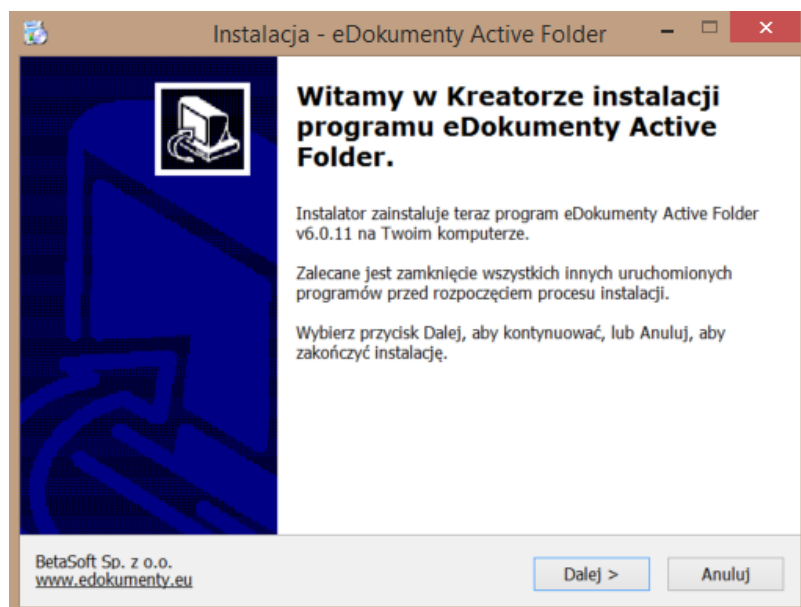 Instalacja - eDokumenty Active Folder
Witamy w Kreatorze instalacji
programu eDokumenty Active
Folder.
Instalator zainstaluje teraz program eDokumenty Active Folder
v6.0.11 na Twoim komputerze.
Zalecane jest zamknięcie wszystkich innych uruchomionych
programów przed rozpoczęciem procesu instalacji.
Wybierz przycisk Dalej, aby kontynuować, lub Anuluj, aby
zakończyć instalację.
BetaSoft Sp. z o.o.
www.edokumenty.eu
Dalej >
Anuluj